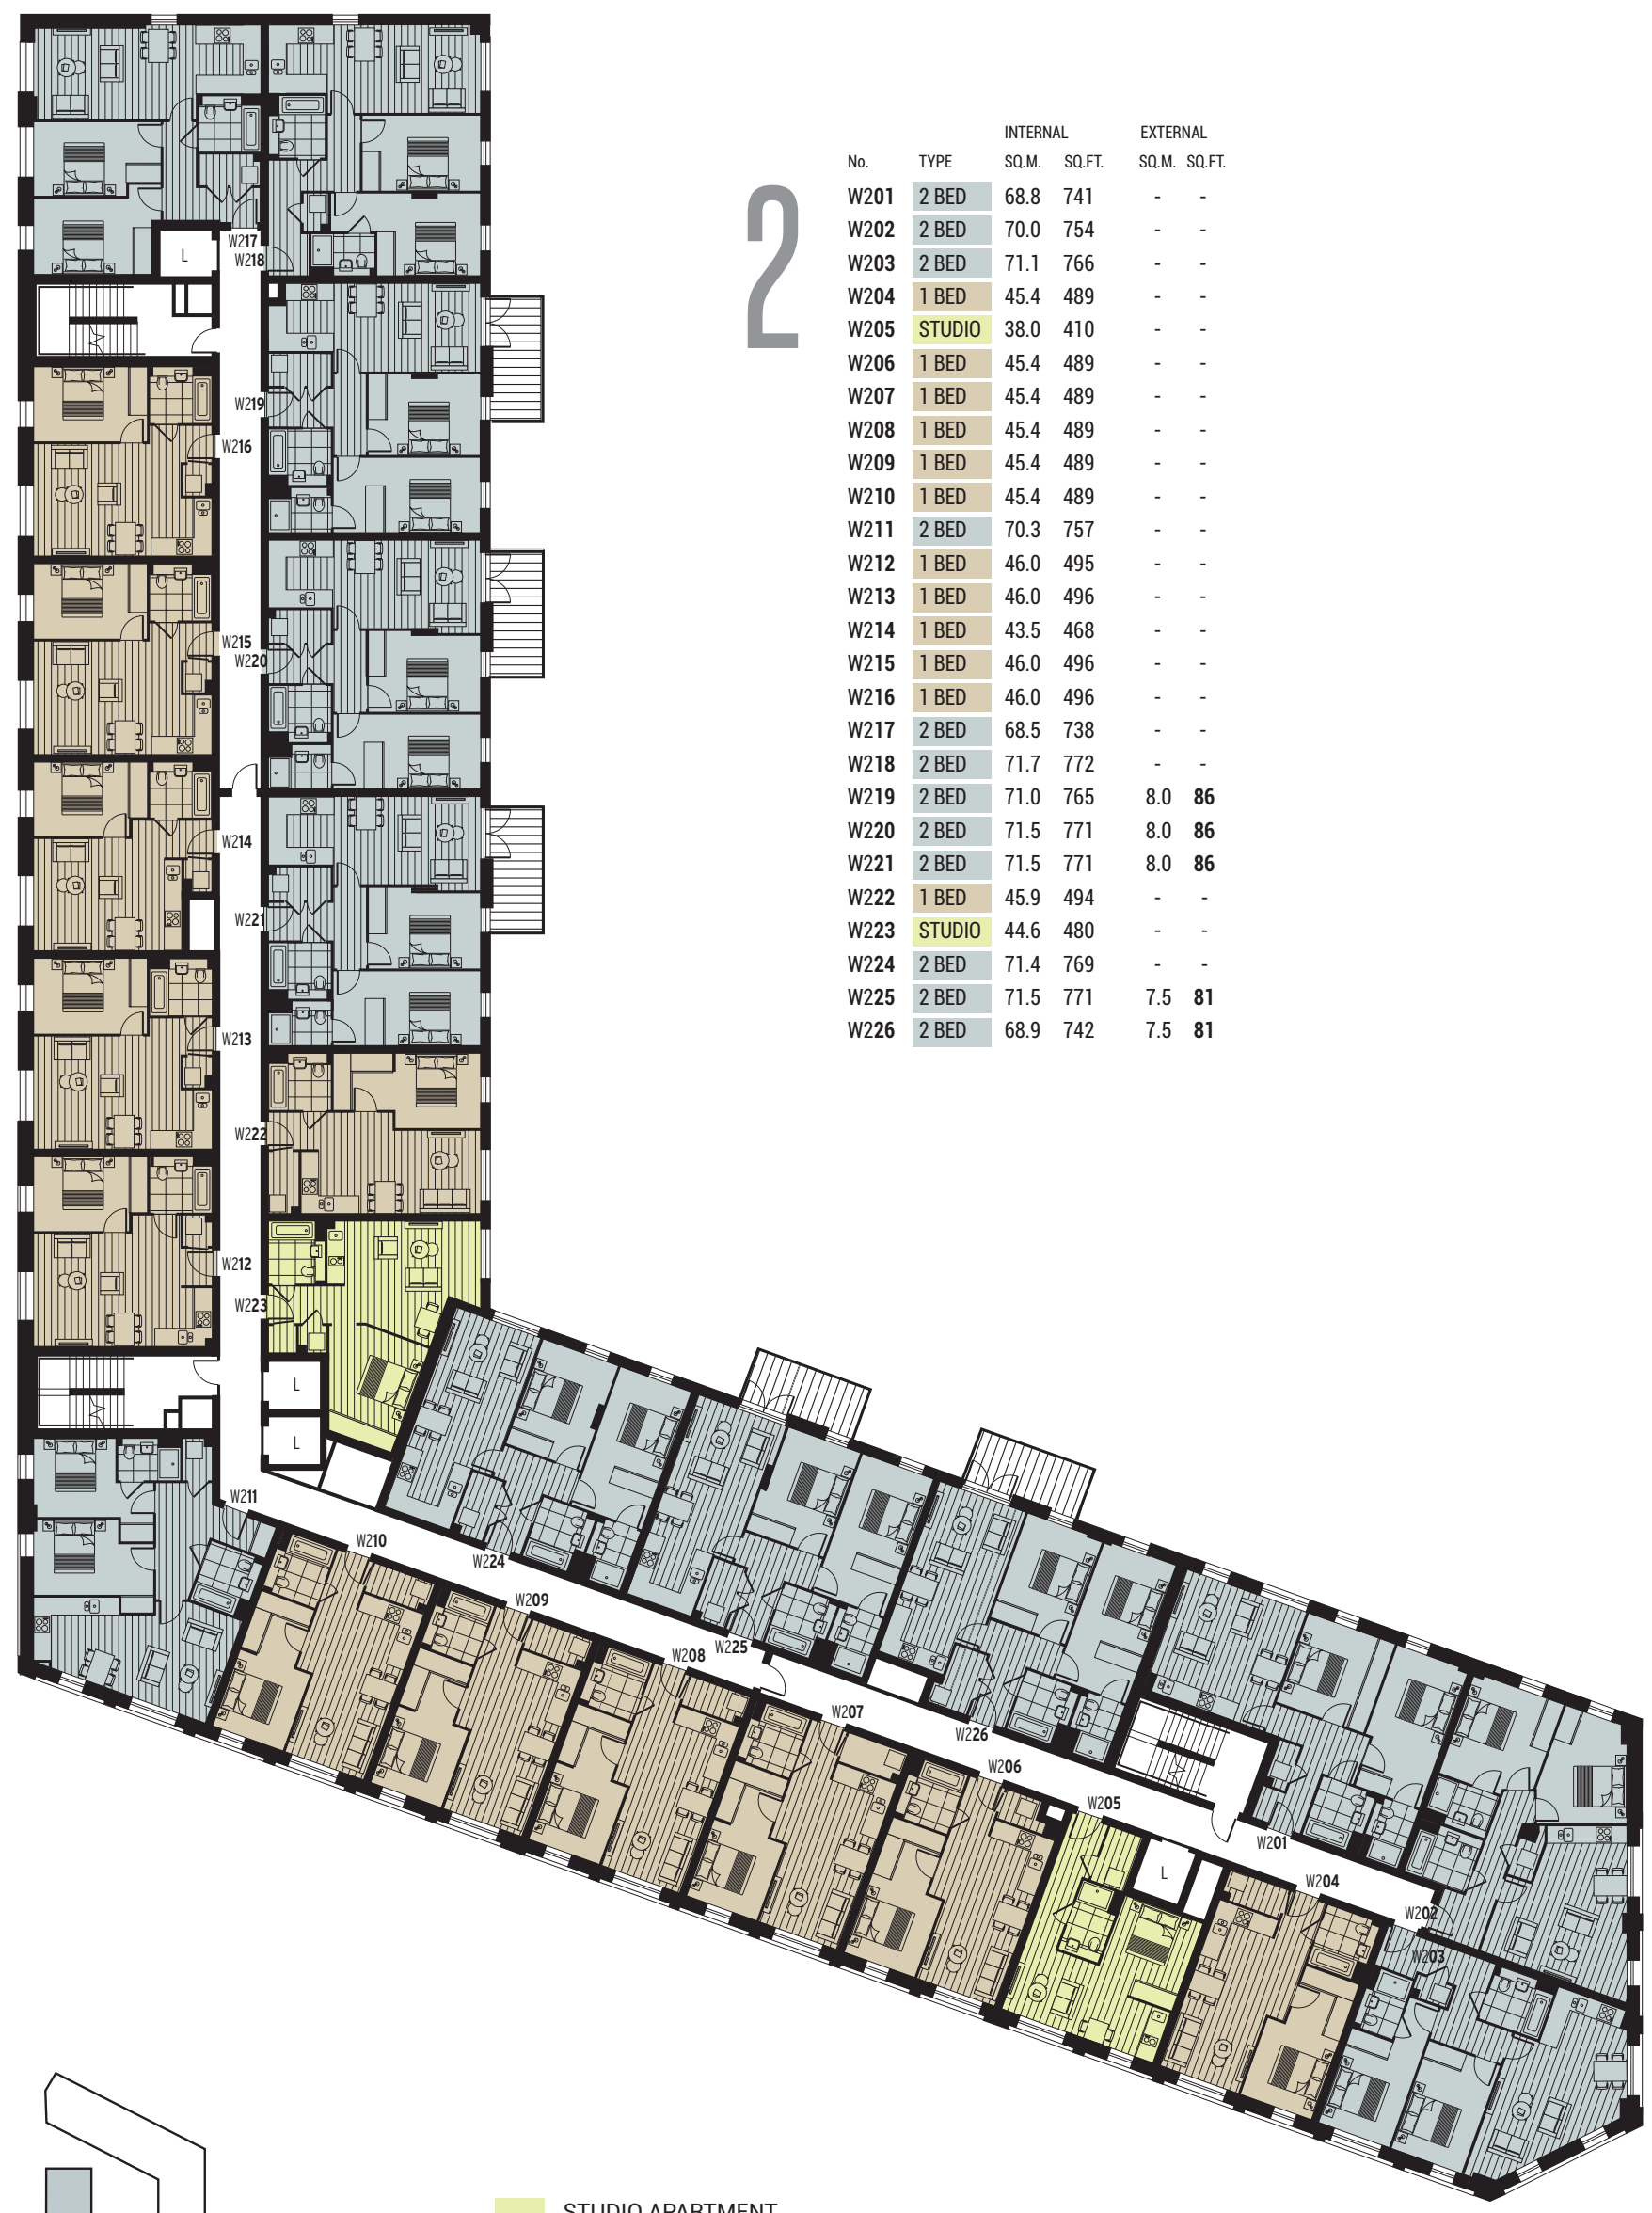 2
INTERNAL EXTERNAL
No. TYPE SQ.M. SQ.FT. SQ.M. SQ.FT.
W201 2 BED 68.8 741 - -
W202 2 BED 70.0 754 - -
W203 2 BED 71.1 766 - -
W204 1 BED 45.4 489 - -
W205 STUDIO 38.0 410 - -
W206 1 BED 45.4 489 - -
W207 1 BED 45.4 489 - -
W208 1 BED 45.4 489 - -
W209 1 BED 45.4 489 - -
W210 1 BED 45.4 489 - -
W211 2 BED 70.3 757 - -
W212 1 BED 46.0 495 - -
W213 1 BED 46.0 496 - -
W214 1 BED 43.5 468 - -
W215 1 BED 46.0 496 - -
W216 1 BED 46.0 496 - -
W217 2 BED 68.5 738 - -
W218 2 BED 71.7 772 - -
W219 2 BED 71.0 765 8.0 86
W220 2 BED 71.5 771 8.0 86
W221 2 BED 71.5 771 8.0 86
W222 1 BED 45.9 494 - -
W223 STUDIO 44.6 480 - -
W224 2 BED 71.4 769 - -
W225 2 BED 71.5 771 7.5 81
W226 2 BED 68.9 742 7.5 81
W217
L
W218
W219
W216
W215
W220
W214
W221
W213
W222
W212
W223
L
L
W211
W210
W224
W209
W225
W208
W207
W226
W206
W205
W201
L
W204
W202
W203
STUDIO APARTMENT